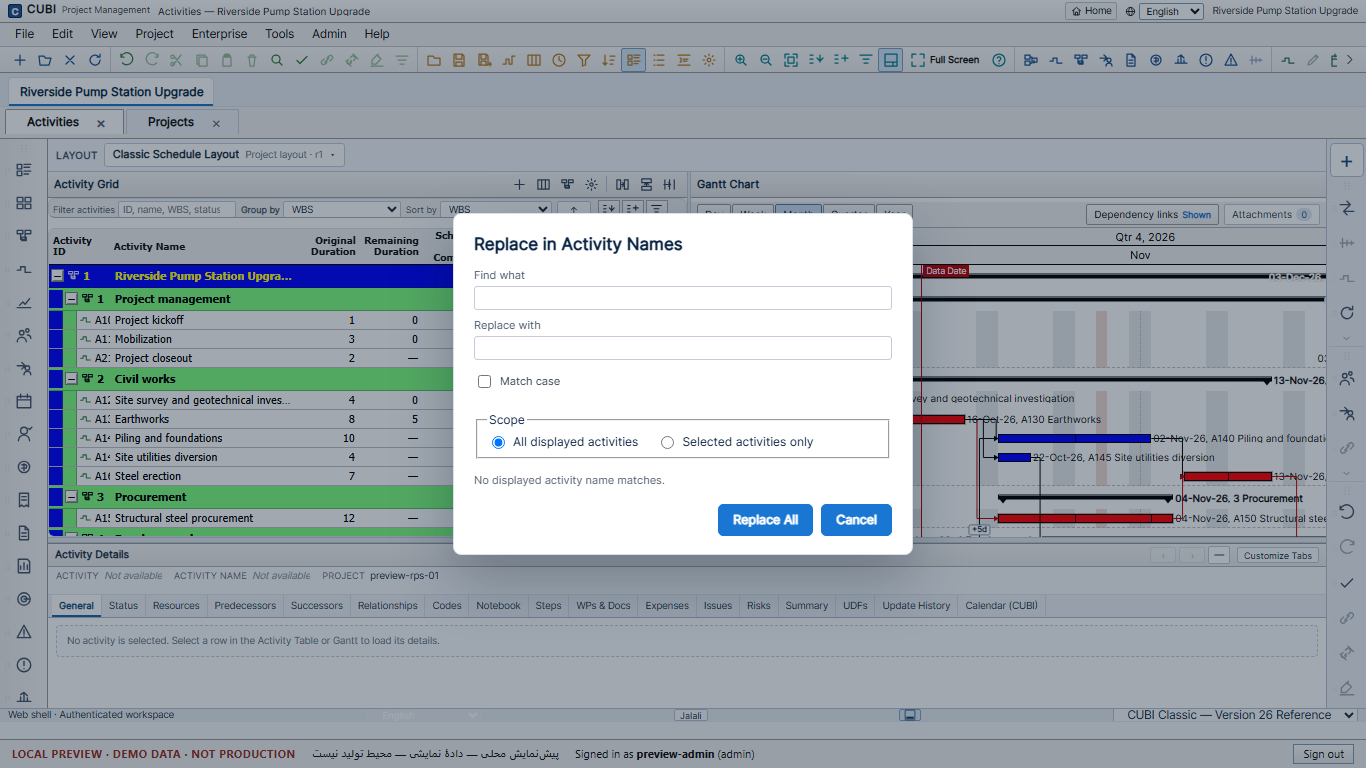 CUBI Project Management Activities — Riverside Pump Station Upgrade
Home English Riverside Pump Station Upgrade
File Edit View Project Enterprise Tools Admin Help
Full Screen
Riverside Pump Station Upgrade
Activities Projects
LAYOUT Classic Schedule Layout Project layout · r1
Activity Grid
Gantt Chart
Filter activities ID, name, WBS, status Group by WBS Sort by WBS
Dependency links Shown Attachments 0
Activity ID Activity Name Original Duration Remaining Duration
Qtr 4, 2026
Nov
Data Date
1 Riverside Pump Station Upgra...
03-Dec-26
1 Project management
Project kickoff 1 0
Mobilization 3 0
Project closeout 2 —
2 Civil works
13-Nov-26,
Site survey and geotechnical inves... 4 0
and geotechnical investigation
Earthworks 8 5
16-Oct-26, A130 Earthworks
Piling and foundations 10 —
02-Nov-26, A140 Piling and foundati
Site utilities diversion 4 —
22-Oct-26, A145 Site utilities diversion
Steel erection 7 —
13-Nov-26,
3 Procurement
04-Nov-26, 3 Procurement
Structural steel procurement 12 —
04-Nov-26, A150 Structural stee
+5d
Replace in Activity Names
Find what
Replace with
Match case
Scope
All displayed activities Selected activities only
No displayed activity name matches.
Replace All Cancel
Activity Details
Customize Tabs
ACTIVITY Not available ACTIVITY NAME Not available PROJECT preview-rps-01
General Status Resources Predecessors Successors Relationships Codes Notebook Steps WPs & Docs Expenses Issues Risks Summary UDFs Update History Calendar (CUBI)
No activity is selected. Select a row in the Activity Table or Gantt to load its details.
Web shell · Authenticated workspace English Jalali CUBI Classic — Version 26 Reference
LOCAL PREVIEW · DEMO DATA · NOT PRODUCTION پیش‌نمایش محلی — دادهٔ نمایشی — محیط تولید نیست Signed in as preview-admin (admin) Sign out